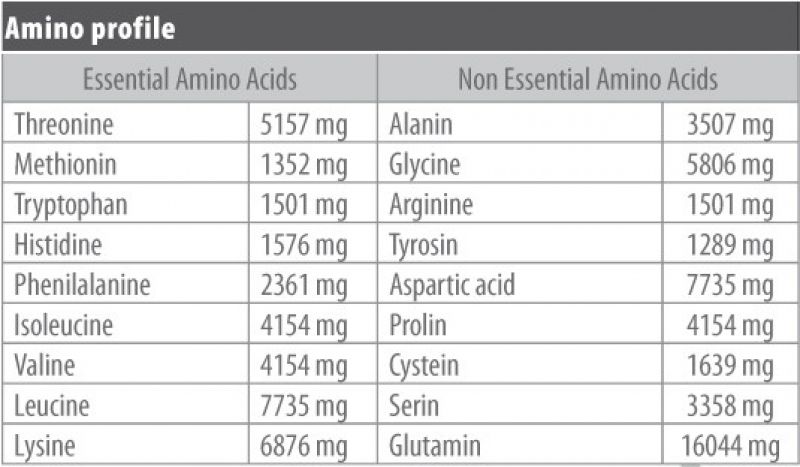 Amino profile
Essential Amino Acids Non Essential Amino Acids
Threonine 5157 mg Alanin 3507 mg
Methionin 1352 mg Glycine 5806 mg
Tryptophan 1501 mg Arginine 1501 mg
Histidine 1576 mg Tyrosin 1289 mg
Phenilalanine 2361 mg Aspartic acid 7735 mg
Isoleucine 4154 mg Prolin 4154 mg
Valine 4154 mg Cystein 1639 mg
Leucine 7735 mg Serin 3358 mg
Lysine 6876 mg Glutamin 16044 mg